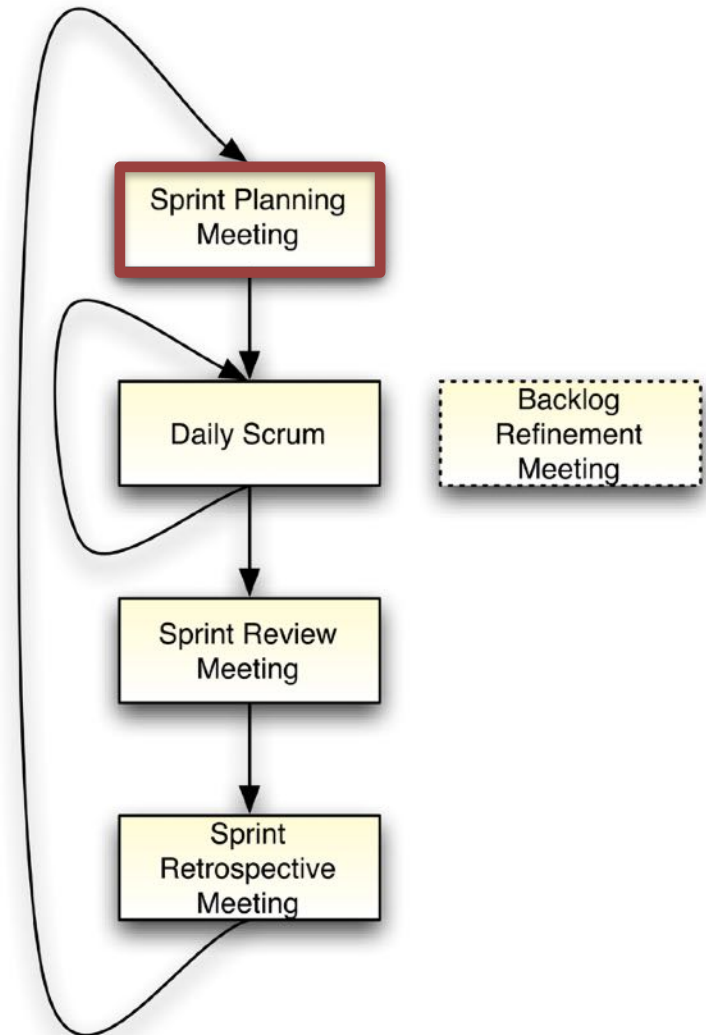 Sprint Planning
Meeting
Daily Scrum
Backlog
Refinement
Meeting
Sprint Review
Meeting
Sprint
Retrospective
Meeting